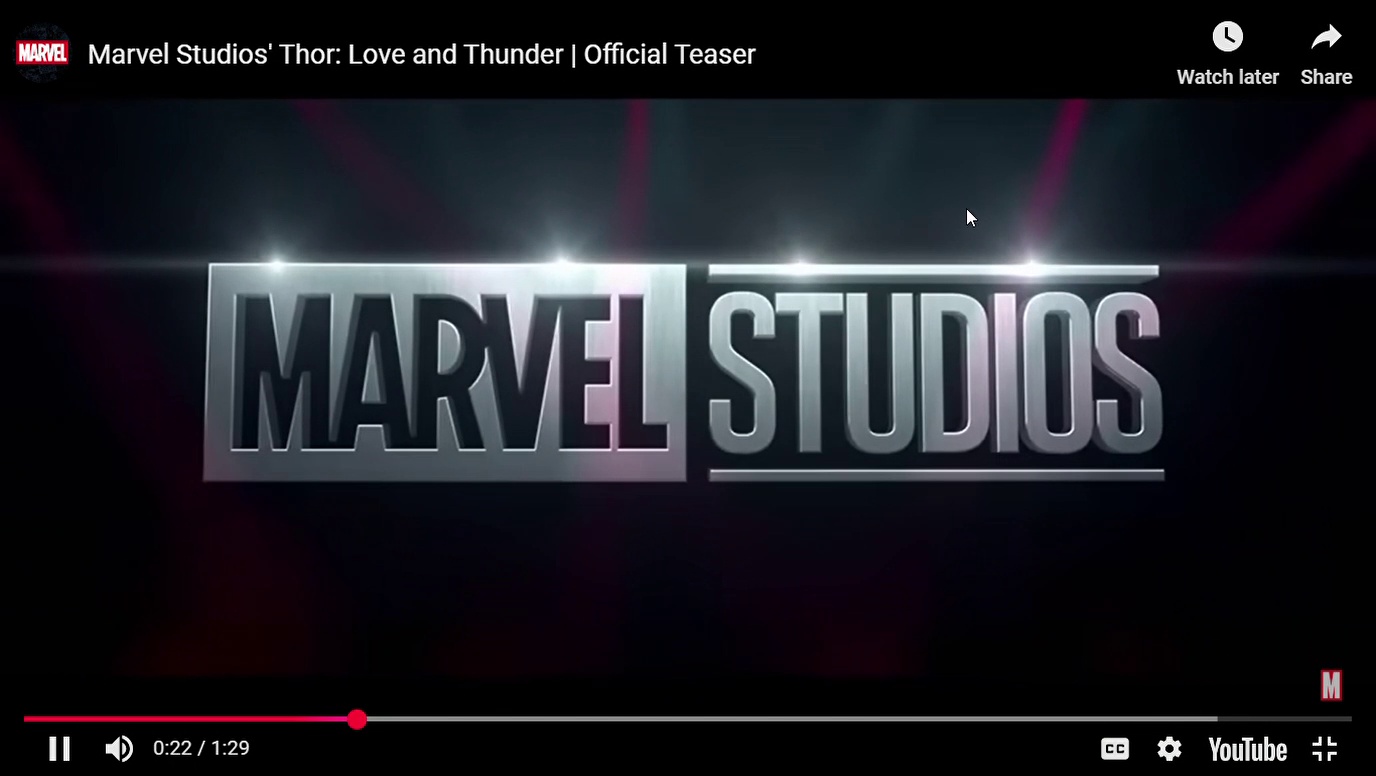 MARVEL
Marvel Studios' Thor: Love and Thunder | Official Teaser
Watch later
Share
MARVEL STUDIOS
M
0:22 / 1:29
CC
YouTube